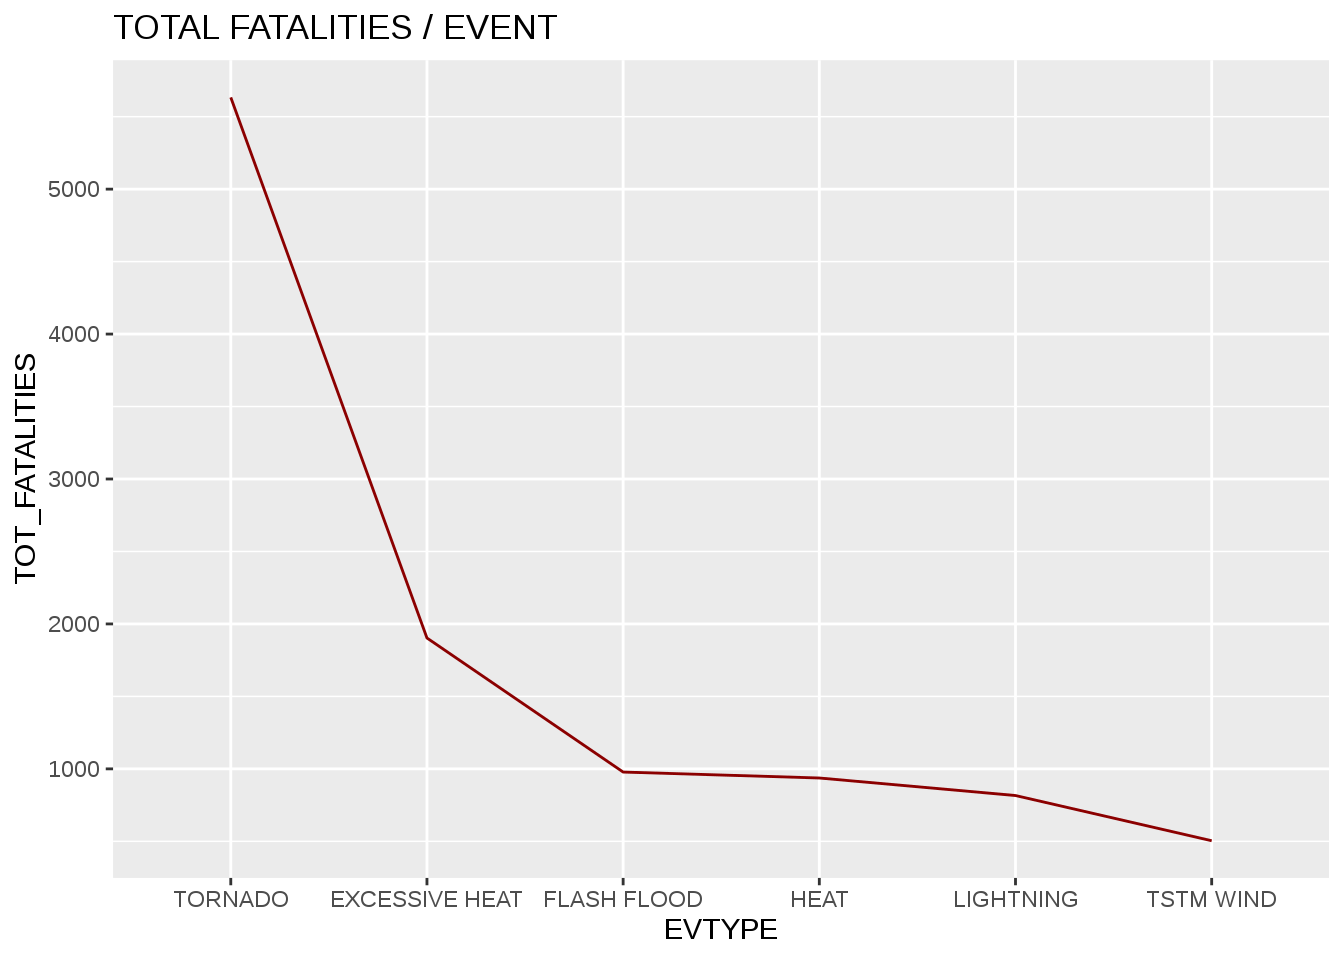 TOTAL FATALITIES / EVENT
TOT_FATALITIES
5000
4000
3000
2000
1000
TORNADO EXCESSIVE HEAT FLASH FLOOD HEAT LIGHTNING TSTM WIND
EVTYPE